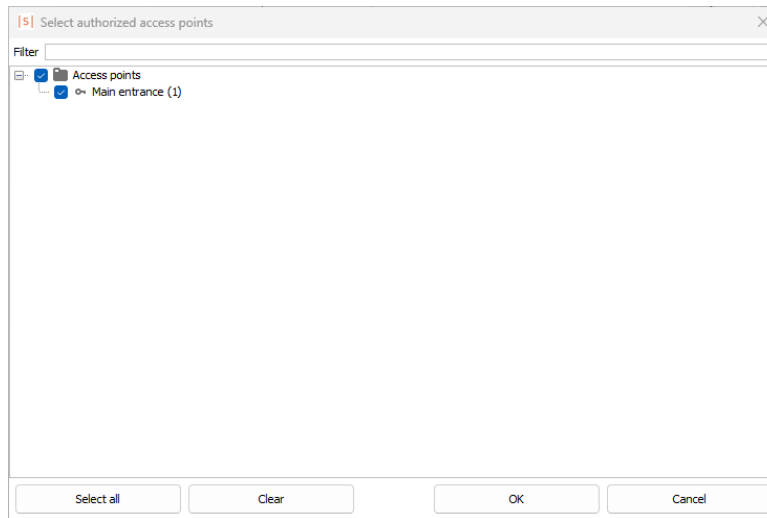 |S| Select authorized access points
Filter
Access points
Main entrance (1)
Select all Clear OK Cancel